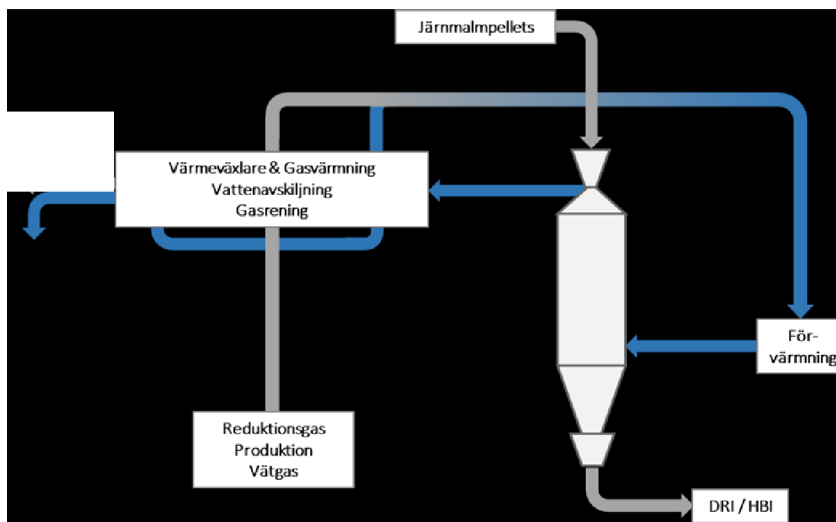 Järnmalmpellets
Värmeväxlare & Gasvärmning
Vattenavskiljning
Gasrening
För-
värmning
Reduktionsgas
Produktion
Vätgas
DRI / HBI